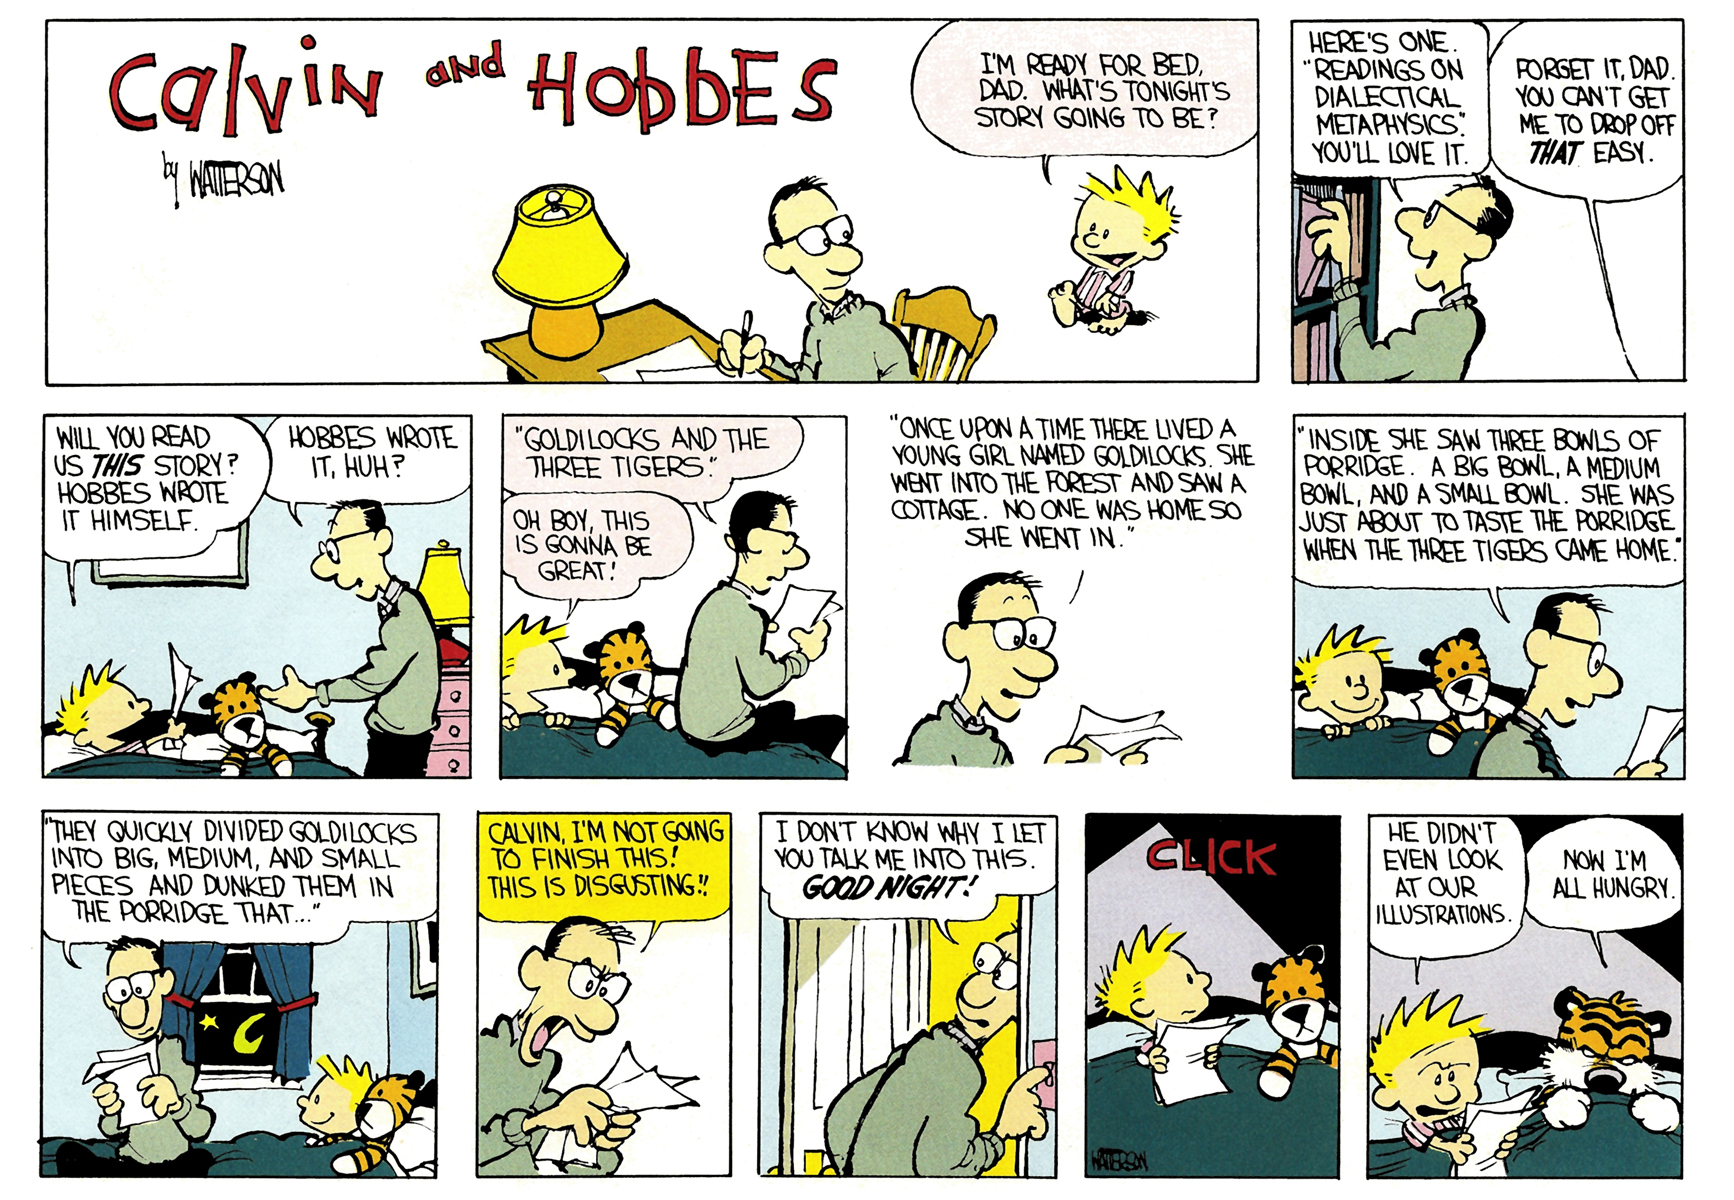 Calvin and Hobbes
by WATTERSON
I'M READY FOR BED,
DAD. WHAT'S TONIGHT'S
STORY GOING TO BE?
HERE'S ONE.
"READINGS ON
DIALECTICAL
METAPHYSICS."
YOU'LL LOVE IT.
FORGET IT, DAD.
YOU CAN'T GET
ME TO DROP OFF
THAT EASY.
WILL YOU READ
US THIS STORY?
HOBBES WROTE
IT HIMSELF.
HOBBES WROTE
IT, HUH?
"GOLDILOCKS AND THE
THREE TIGERS."
OH BOY, THIS
IS GONNA BE
GREAT!
"ONCE UPON A TIME THERE LIVED A
YOUNG GIRL NAMED GOLDILOCKS. SHE
WENT INTO THE FOREST AND SAW A
COTTAGE. NO ONE WAS HOME SO
SHE WENT IN."
"INSIDE SHE SAW THREE BOWLS OF
PORRIDGE. A BIG BOWL, A MEDIUM
BOWL, AND A SMALL BOWL. SHE WAS
JUST ABOUT TO TASTE THE PORRIDGE
WHEN THE THREE TIGERS CAME HOME."
"THEY QUICKLY DIVIDED GOLDILOCKS
INTO BIG, MEDIUM, AND SMALL
PIECES AND DUNKED THEM IN
THE PORRIDGE THAT..."
CALVIN, I'M NOT GOING
TO FINISH THIS!
THIS IS DISGUSTING!!
I DON'T KNOW WHY I LET
YOU TALK ME INTO THIS.
GOOD NIGHT!
CLICK
WATTERSON
HE DIDN'T
EVEN LOOK
AT OUR
ILLUSTRATIONS.
NOW I'M
ALL HUNGRY.